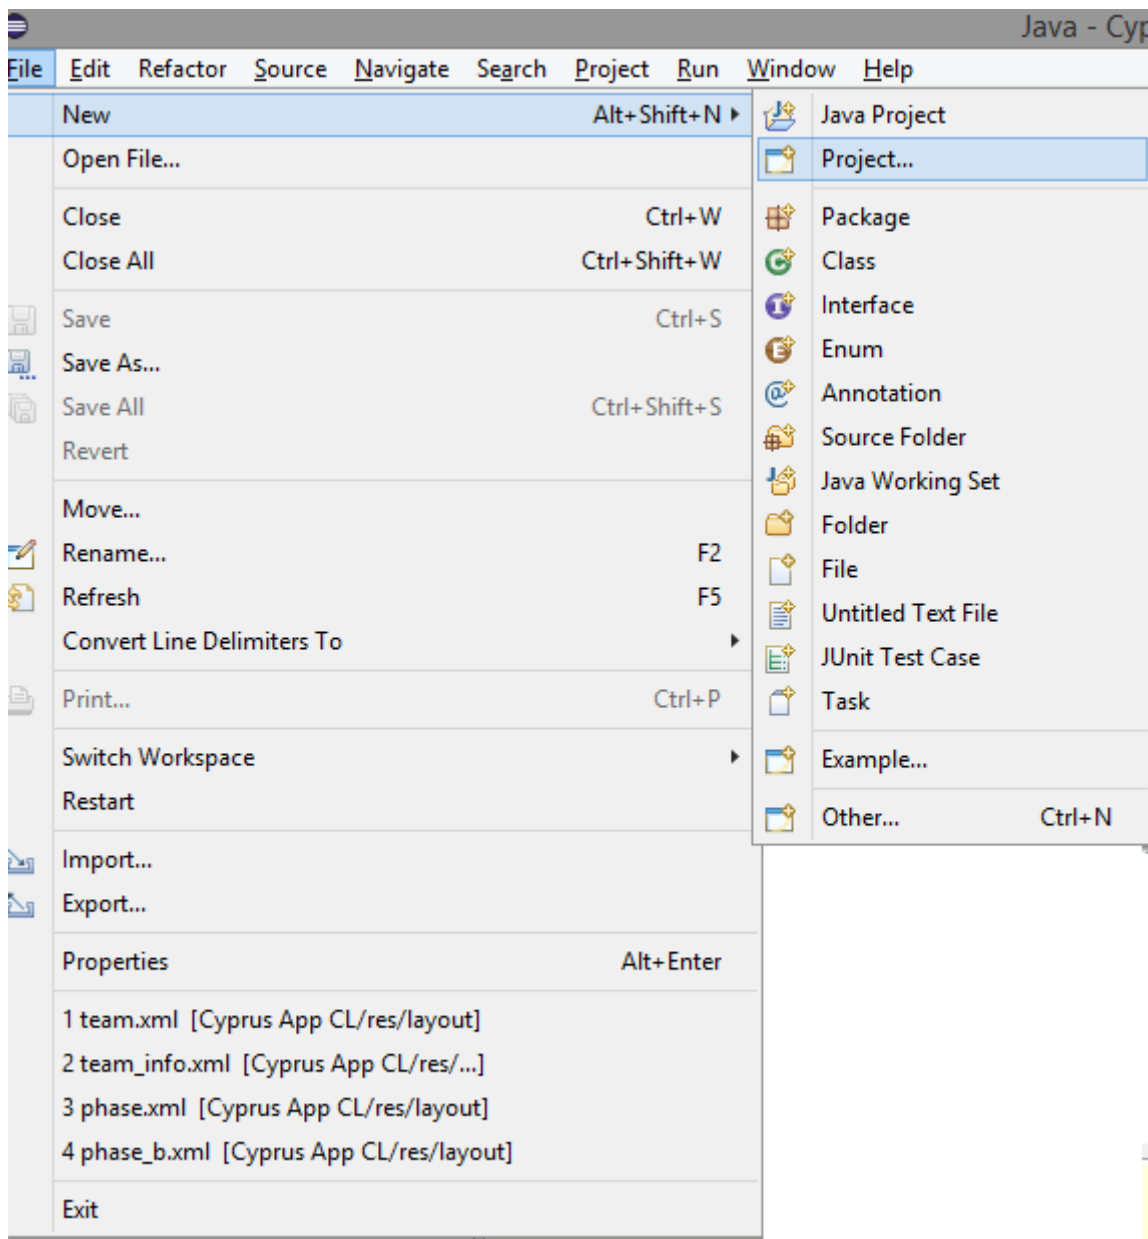 Java - Cyp
File Edit Refactor Source Navigate Search Project Run Window Help
New Alt+Shift+N
Open File...
Close Ctrl+W
Close All Ctrl+Shift+W
Save Ctrl+S
Save As...
Save All Ctrl+Shift+S
Revert
Move...
Rename... F2
Refresh F5
Convert Line Delimiters To
Print... Ctrl+P
Switch Workspace
Restart
Import...
Export...
Properties Alt+Enter
1 team.xml [Cyprus App CL/res/layout]
2 team_info.xml [Cyprus App CL/res/...]
3 phase.xml [Cyprus App CL/res/layout]
4 phase_b.xml [Cyprus App CL/res/layout]
Exit
Java Project
Project...
Package
Class
Interface
Enum
Annotation
Source Folder
Java Working Set
Folder
File
Untitled Text File
JUnit Test Case
Task
Example...
Other... Ctrl+N